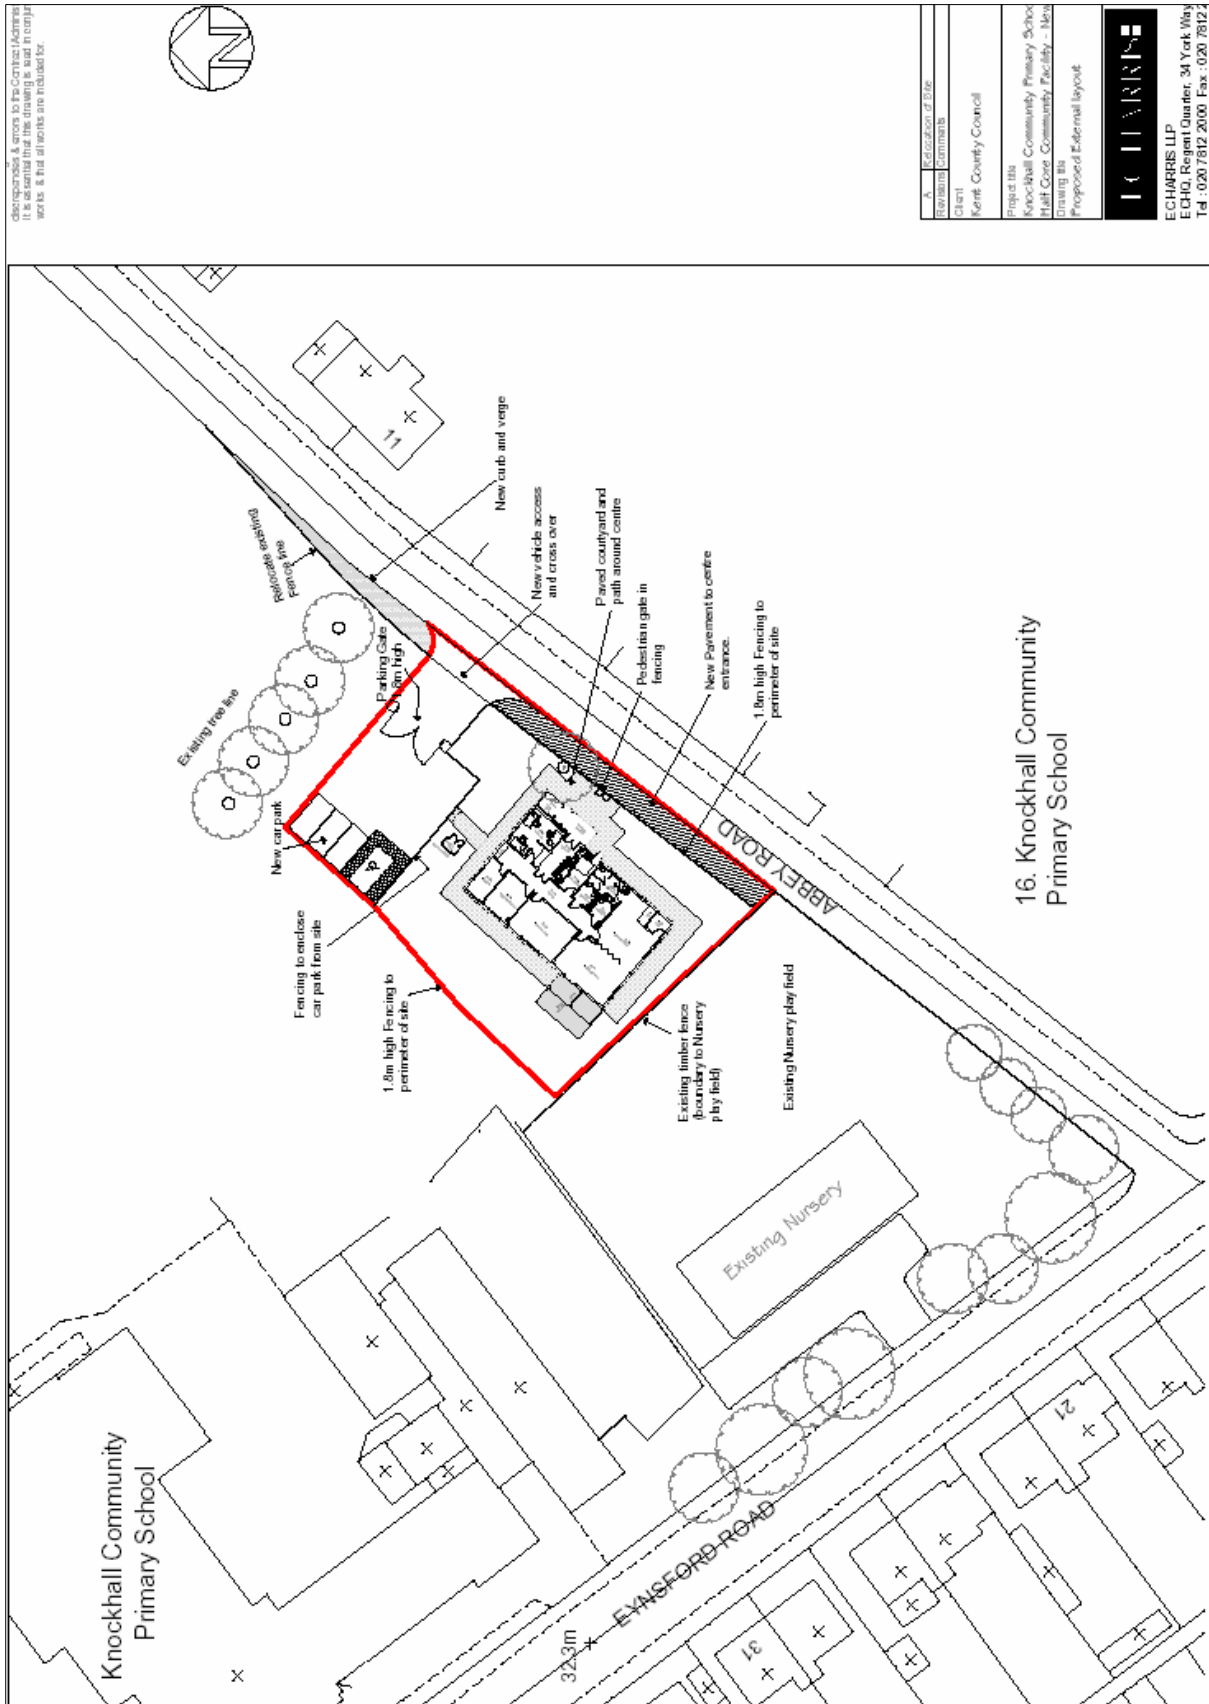 discrepancies & errors to the Contract Adminis
It is essential that this drawing is read in conjun
works & that all works are included for.
N
A Relocation of Site
Revisions Comments
Client
Kent County Council
Project title
Knockhall Community Primary Schoo
Half Core Community Facility - New
Drawing title
Proposed External layout
EC HARRIS
ECHARRIS LLP
ECHQ, Regent Quarter, 34 York Way
Tel : 020 7812 2000 Fax : 020 7812 2
11
New curb and verge
Relocate existing
Fence line
New vehicle access
and cross over
Existing tree line
Parking Gate
1.8m high
Paved courtyard and
path around centre
Pedestrian gate in
fencing
New Pavement to centre
entrance.
1.8m high Fencing to
perimeter of site
New car park
Fencing to enclose
car park from site
1.8m high Fencing to
perimeter of site
ABBEY ROAD
16. Knockhall Community
Primary School
Existing timber fence
(boundary to Nursery
play field)
Existing Nursery play field
Existing Nursery
Knockhall Community
Primary School
EYNSFORD ROAD
32.3m
21
31